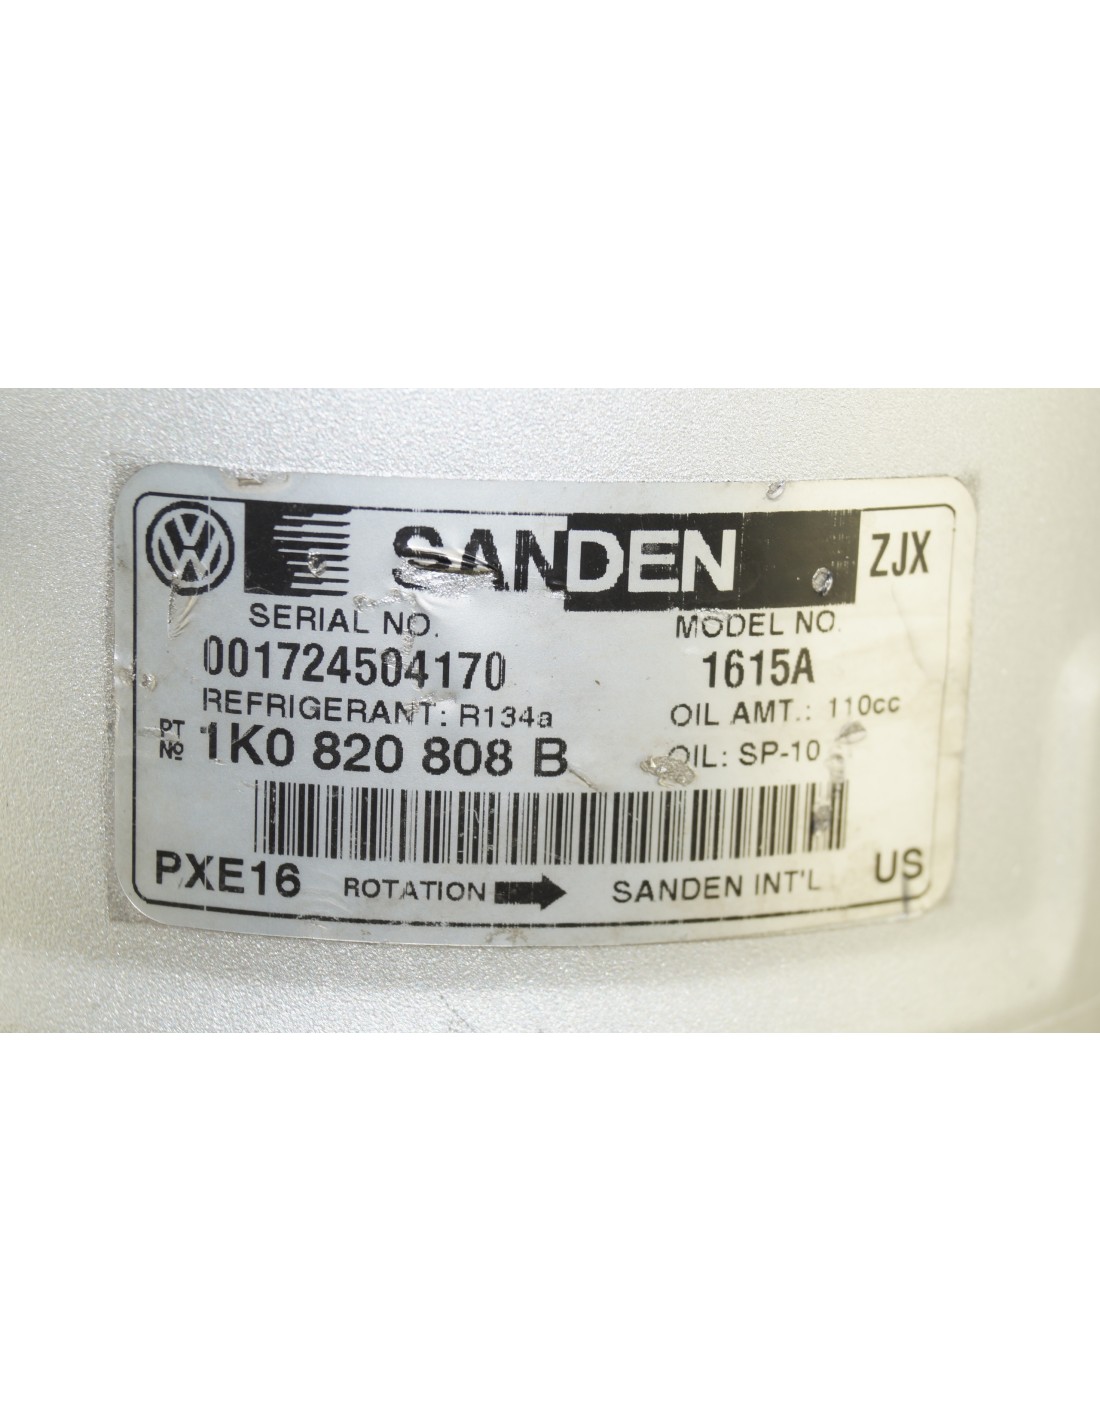 SANDEN ZJX
SERIAL NO. MODEL NO.
001724504170 1615A
REFRIGERANT: R134a OIL AMT.: 110cc
PT NO 1K0 820 808 B OIL: SP-10
PXE16 ROTATION SANDEN INT'L US